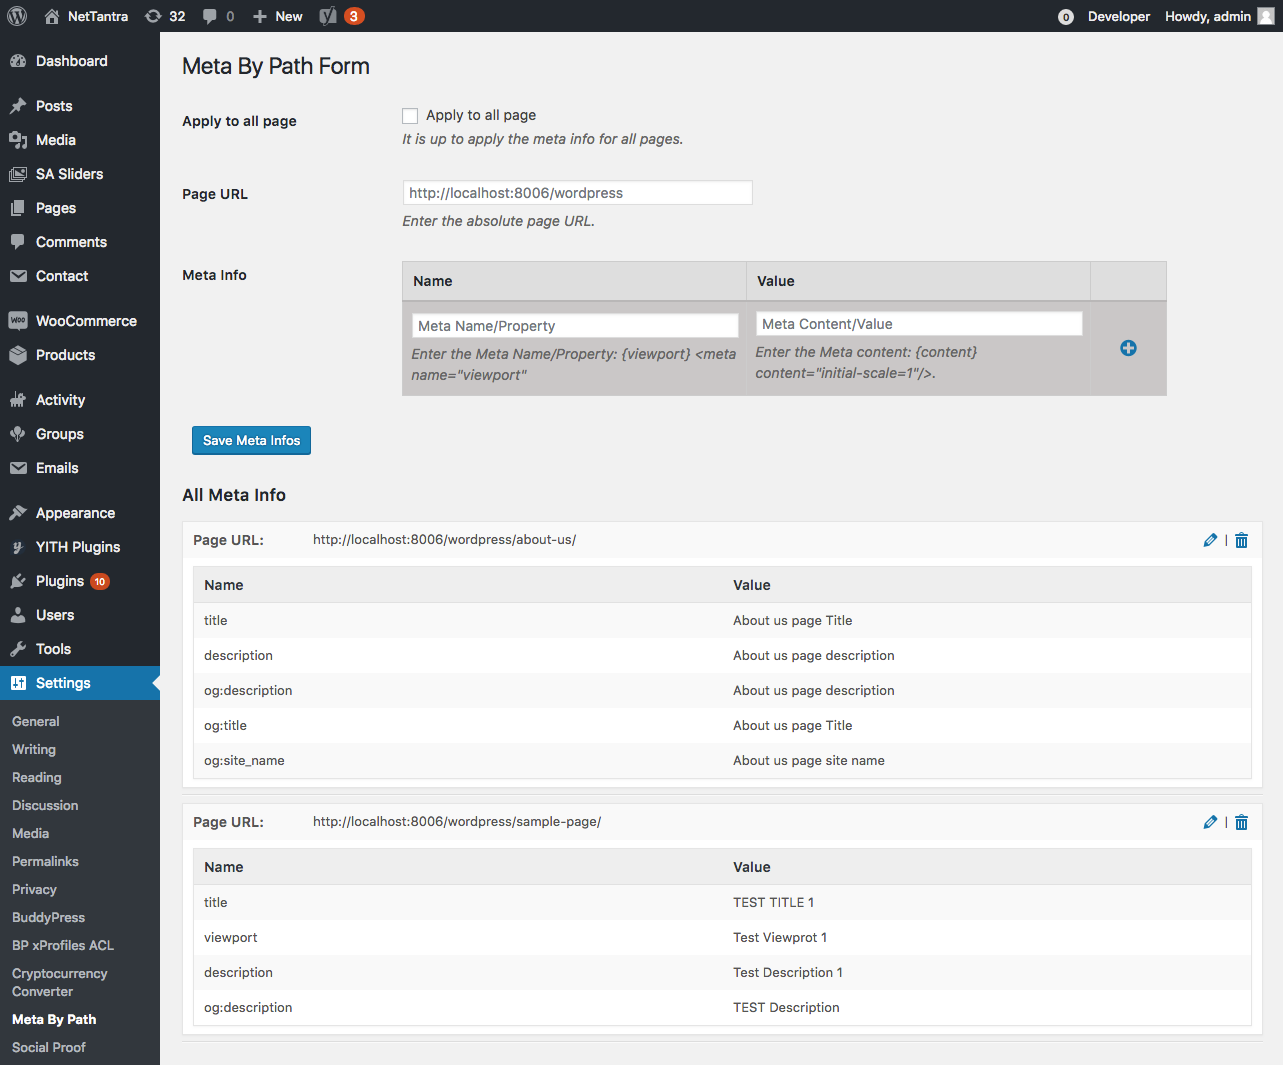 NetTantra 32 0 New 3 0 Developer Howdy, admin
Dashboard
Posts
Media
SA Sliders
Pages
Comments
Contact
WooCommerce
Products
Activity
Groups
Emails
Appearance
YITH Plugins
Plugins 10
Users
Tools
Settings
General
Writing
Reading
Discussion
Media
Permalinks
Privacy
BuddyPress
BP xProfiles ACL
Cryptocurrency
Converter
Meta By Path
Social Proof
Meta By Path Form
Apply to all page Apply to all page
It is up to apply the meta info for all pages.
Page URL http://localhost:8006/wordpress
Enter the absolute page URL.
Meta Info Name Value
Meta Name/Property Meta Content/Value
Enter the Meta Name/Property: {viewport} <meta
name="viewport"
Enter the Meta content: {content}
content="initial-scale=1"/>.
Save Meta Infos
All Meta Info
Page URL: http://localhost:8006/wordpress/about-us/ |
Name Value
title About us page Title
description About us page description
og:description About us page description
og:title About us page Title
og:site_name About us page site name
Page URL: http://localhost:8006/wordpress/sample-page/ |
Name Value
title TEST TITLE 1
viewport Test Viewprot 1
description Test Description 1
og:description TEST Description